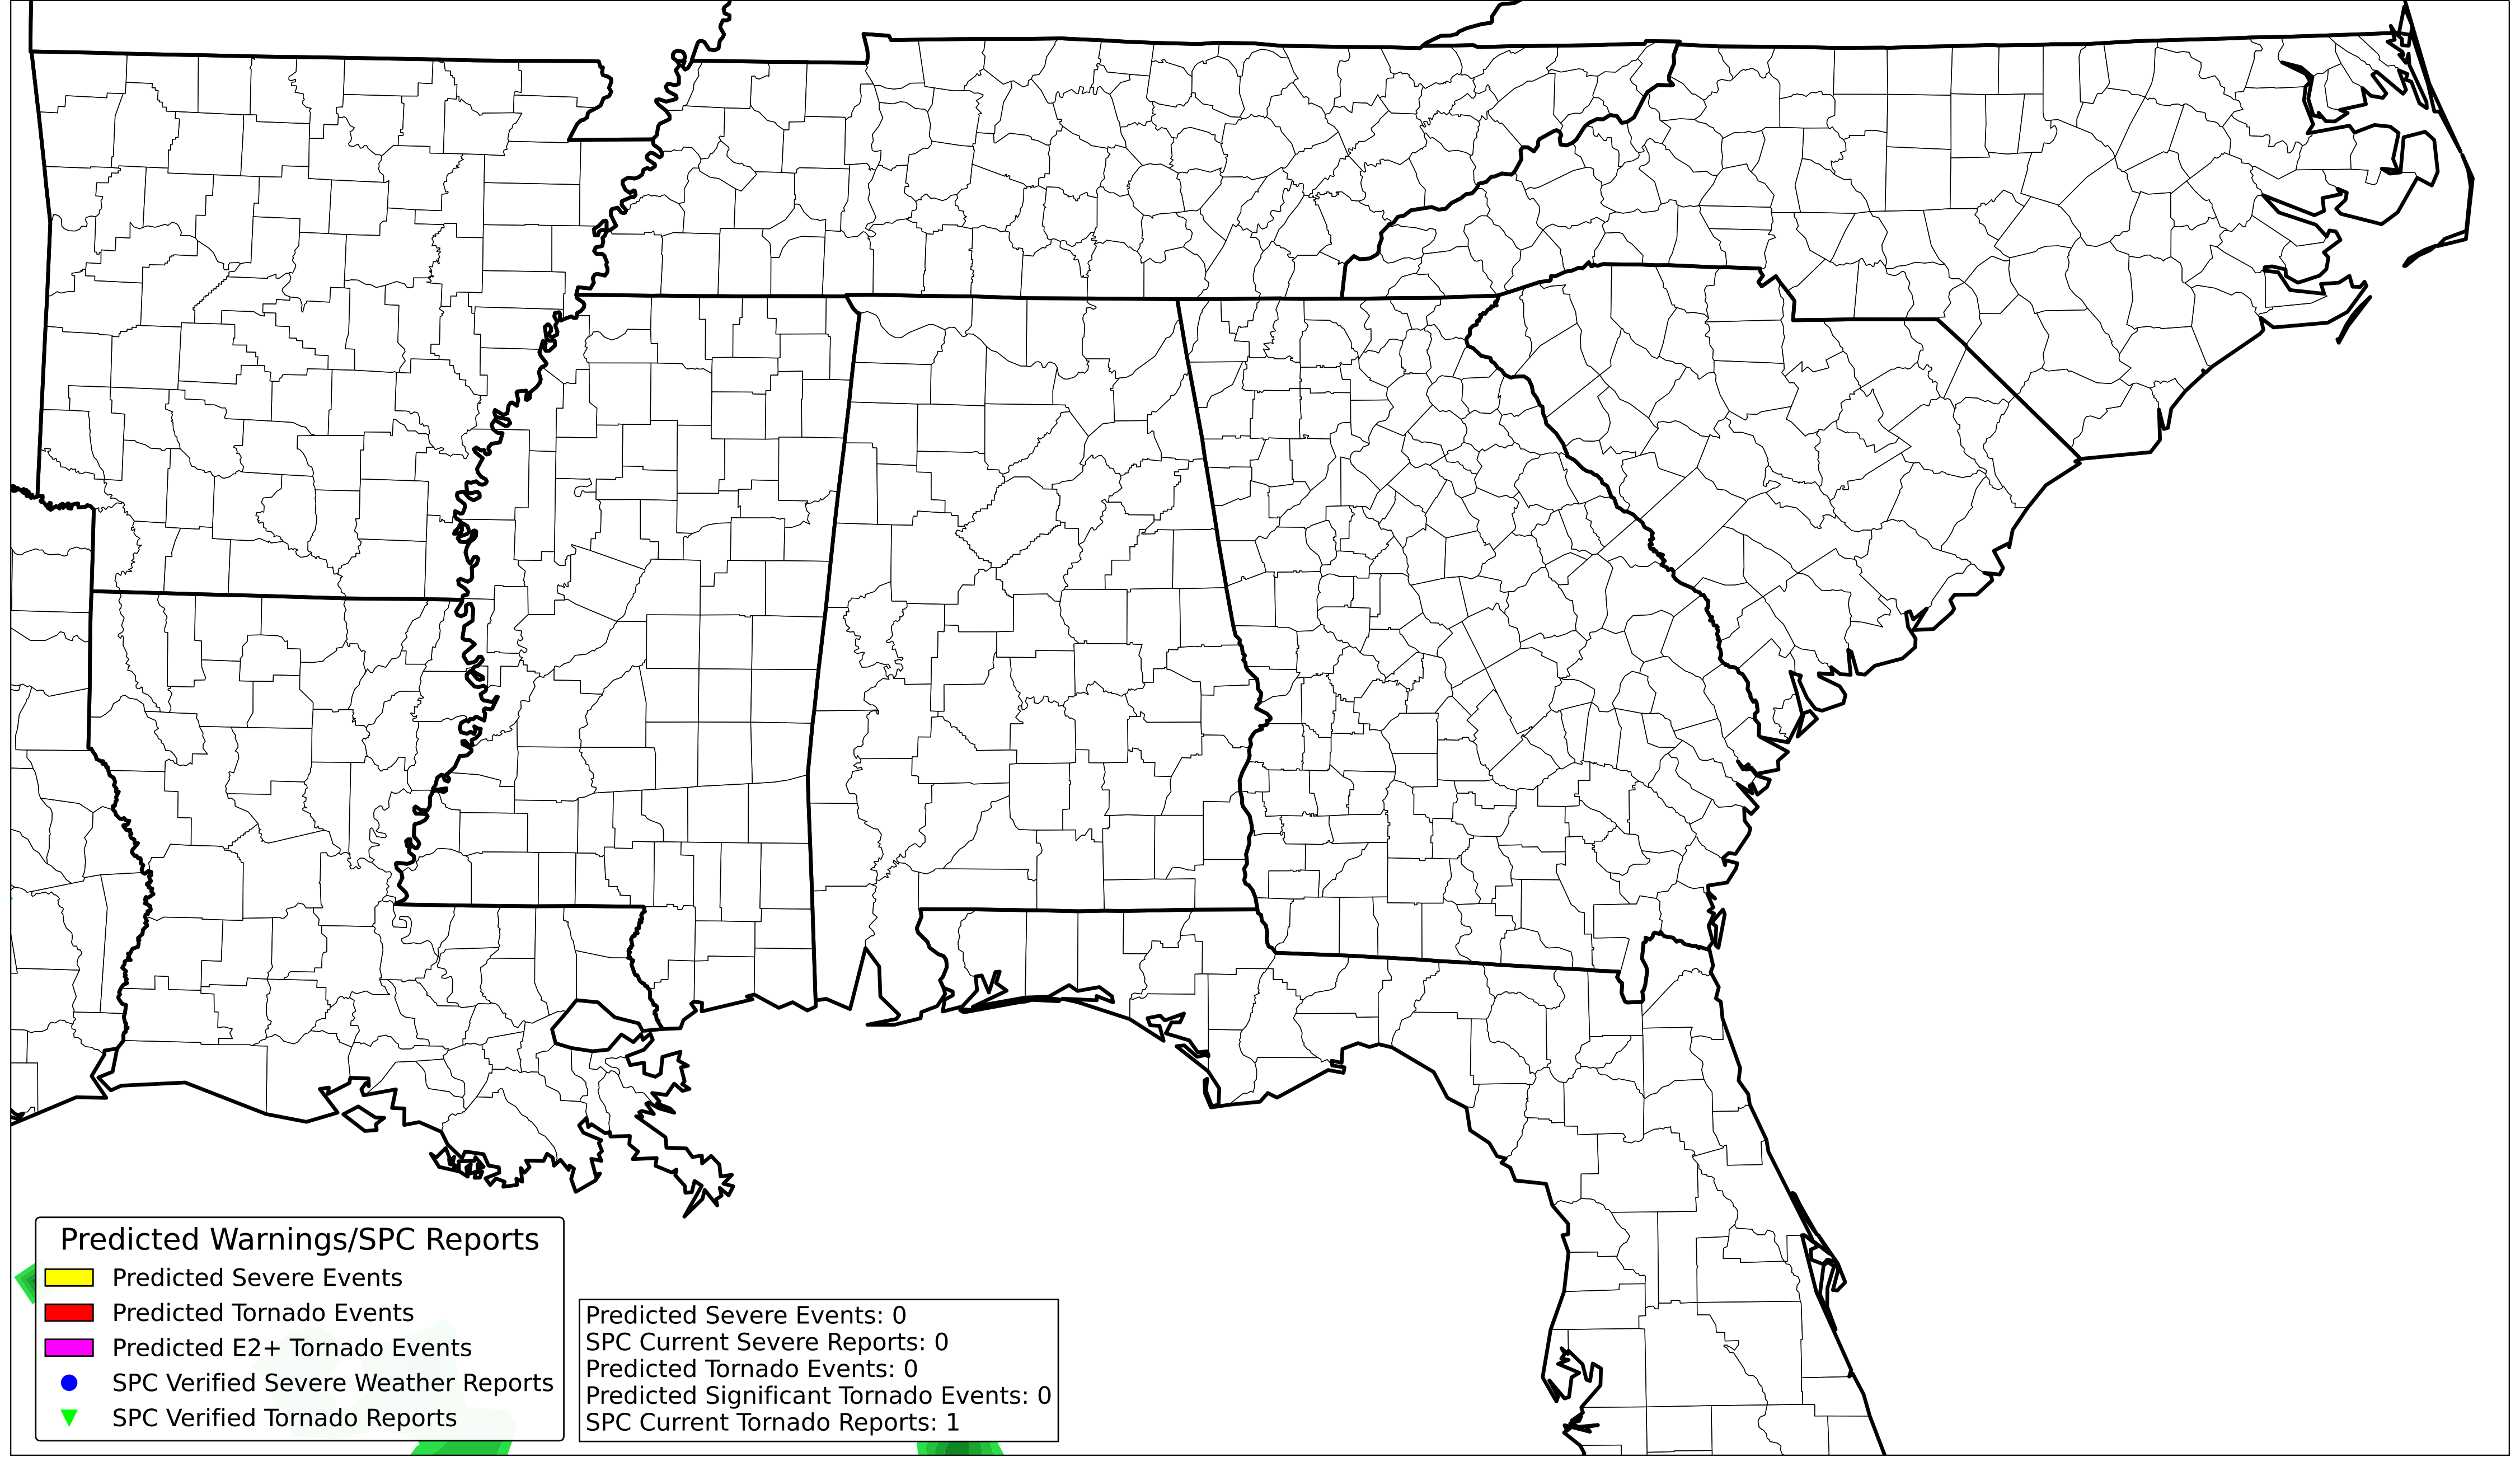 Predicted Warnings/SPC Reports
Predicted Severe Events
Predicted Tornado Events
Predicted E2+ Tornado Events
SPC Verified Severe Weather Reports
SPC Verified Tornado Reports
Predicted Severe Events: 0
SPC Current Severe Reports: 0
Predicted Tornado Events: 0
Predicted Significant Tornado Events: 0
SPC Current Tornado Reports: 1